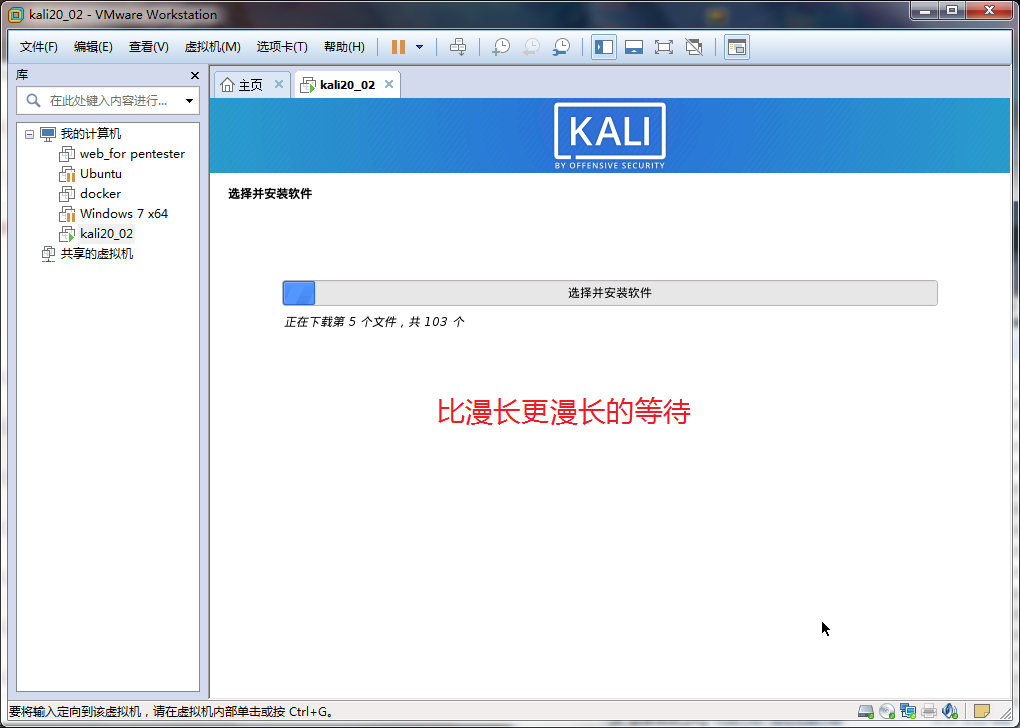 kali20_02 - VMware Workstation
文件(F) 编辑(E) 查看(V) 虚拟机(M) 选项卡(T) 帮助(H)
库
在此处键入内容进行...
我的计算机
web_for pentester
Ubuntu
docker
Windows 7 x64
kali20_02
共享的虚拟机
主页 kali20_02
KALI
BY OFFENSIVE SECURITY
选择并安装软件
选择并安装软件
正在下载第 5 个文件，共 103 个
比漫长更漫长的等待
要将输入定向到该虚拟机，请在虚拟机内部单击或按 Ctrl+G。